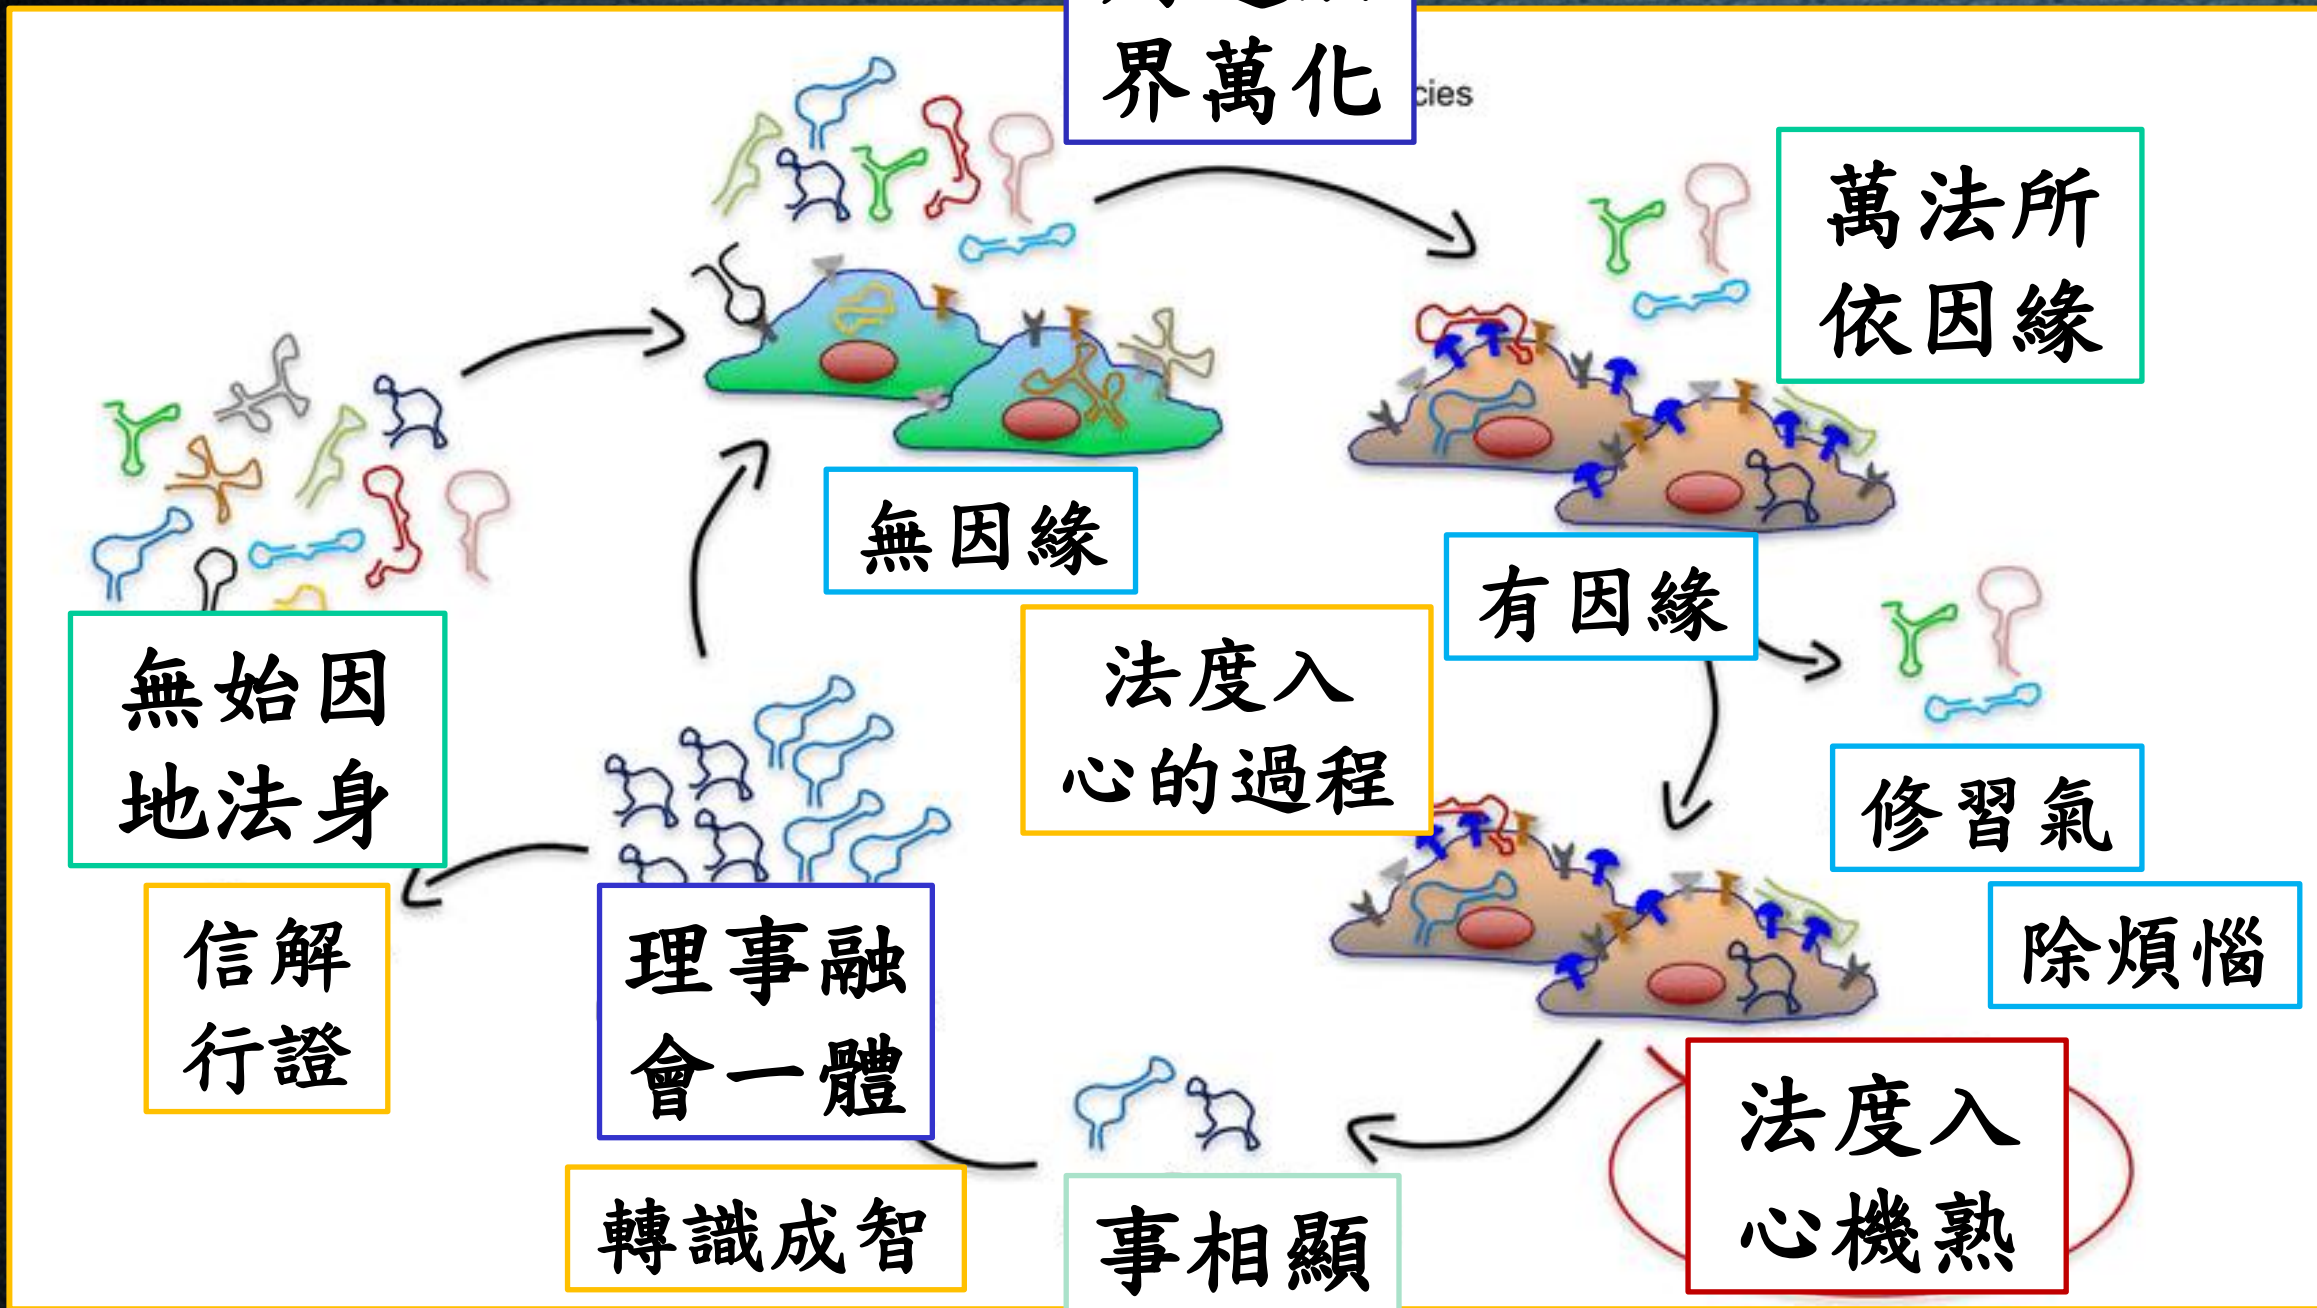 界萬化
cies
萬法所
依因緣
無因緣
有因緣
法度入
心的過程
無始因
地法身
修習氣
信解
行證
理事融
會一體
除煩惱
法度入
心機熟
轉識成智
事相顯